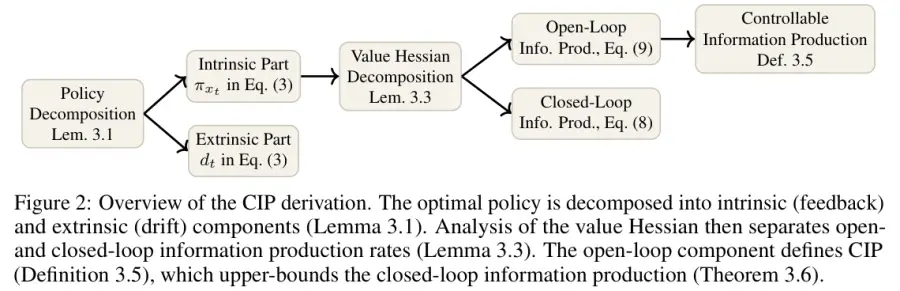 Policy
Decomposition
Lem. 3.1
Intrinsic Part
π_{x_t} in Eq. (3)
Extrinsic Part
d_t in Eq. (3)
Value Hessian
Decomposition
Lem. 3.3
Open-Loop
Info. Prod., Eq. (9)
Closed-Loop
Info. Prod., Eq. (8)
Controllable
Information Production
Def. 3.5
Figure 2: Overview of the CIP derivation. The optimal policy is decomposed into intrinsic (feedback)
and extrinsic (drift) components (Lemma 3.1). Analysis of the value Hessian then separates open-
and closed-loop information production rates (Lemma 3.3). The open-loop component defines CIP
(Definition 3.5), which upper-bounds the closed-loop information production (Theorem 3.6).